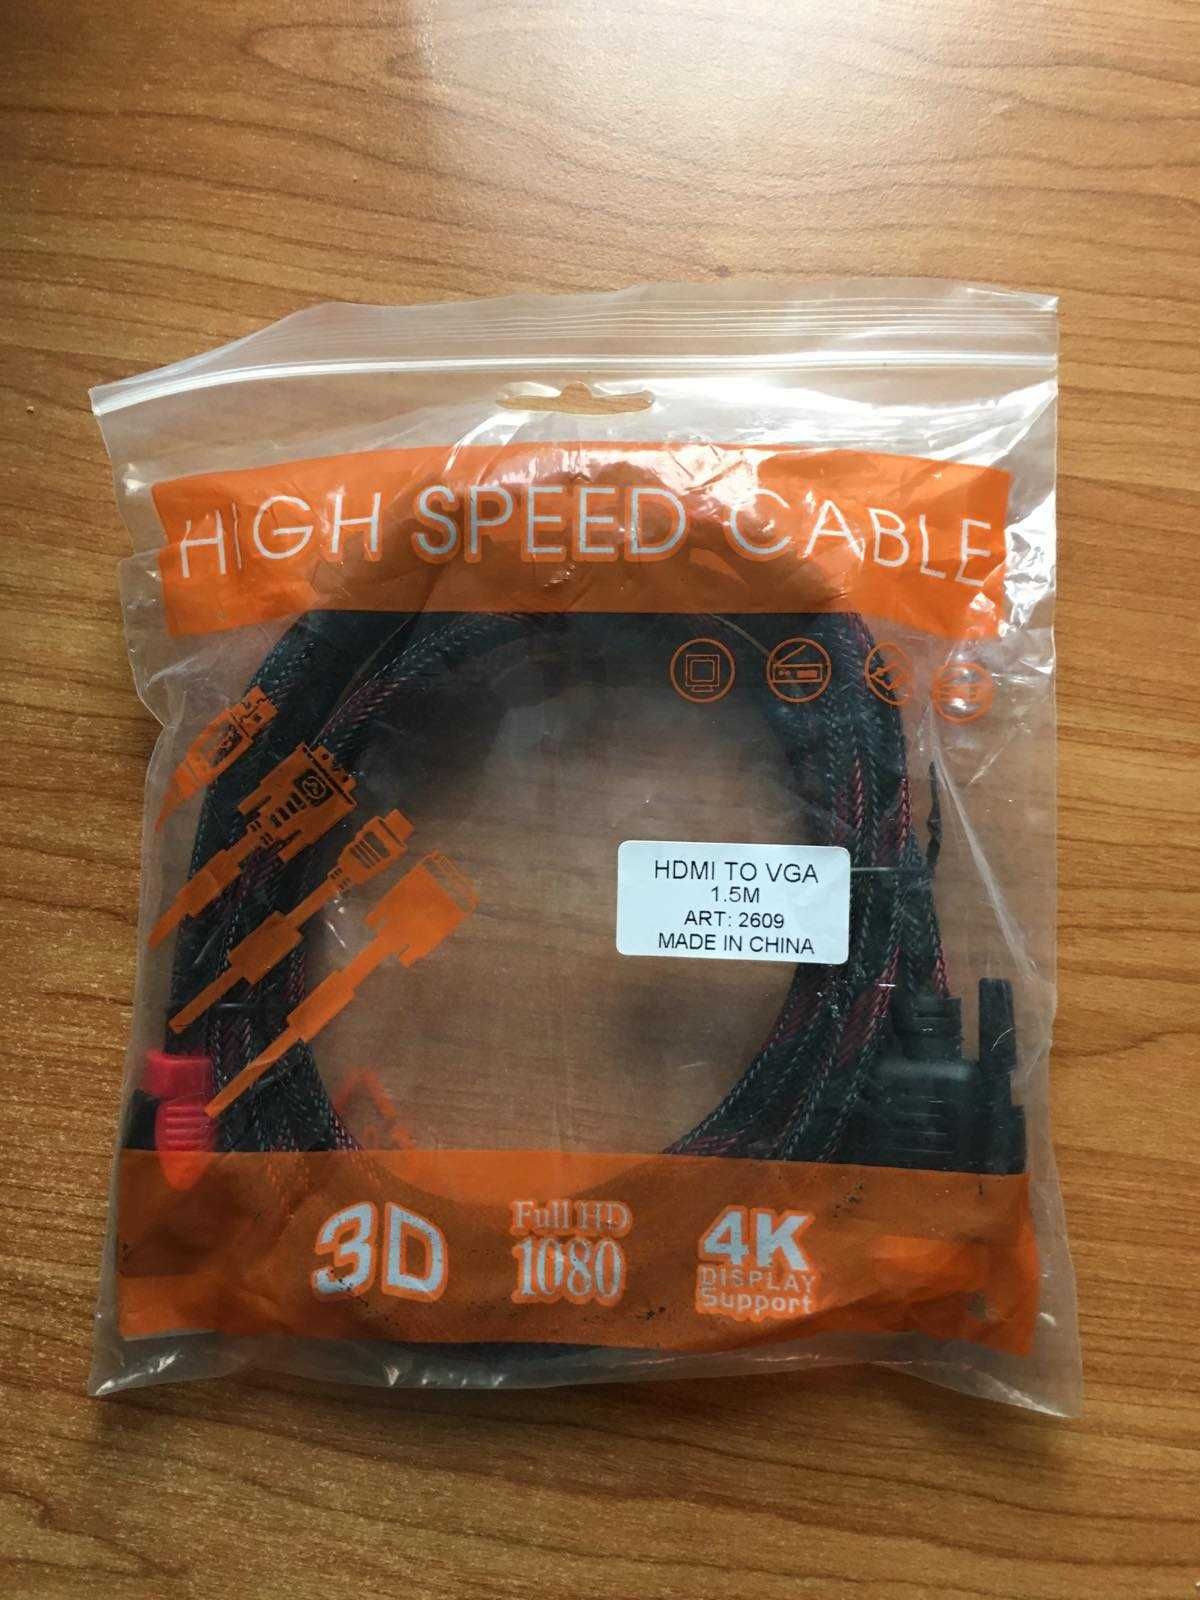 HIGH SPEED CABLE
HDMI TO VGA
1.5M
ART: 2609
MADE IN CHINA
3D
Full HD
1080
4K
DISPLAY
Support